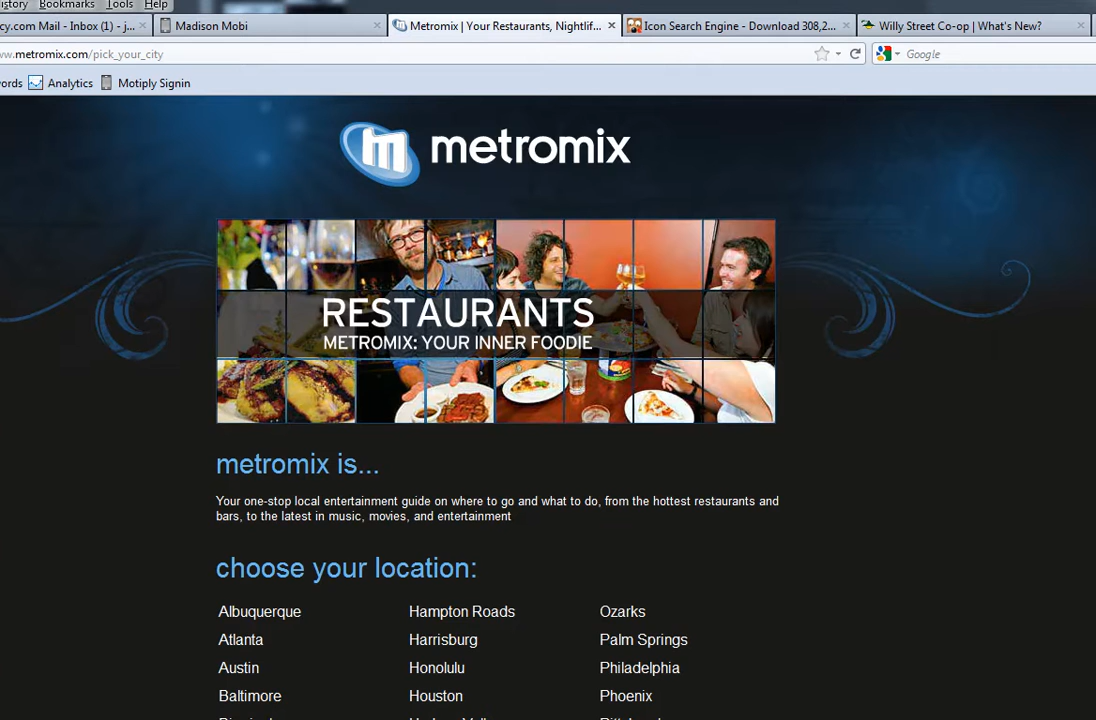 istory Bookmarks Tools Help
cy.com Mail - Inbox (1) - j... Madison Mobi Metromix | Your Restaurants, Nightlif... Icon Search Engine - Download 308,2... Willy Street Co-op | What's New?
ww.metromix.com/pick_your_city Google
ords Analytics Motiply Signin
m metromix
RESTAURANTS
METROMIX: YOUR INNER FOODIE
metromix is...
Your one-stop local entertainment guide on where to go and what to do, from the hottest restaurants and
bars, to the latest in music, movies, and entertainment
choose your location:
Albuquerque Hampton Roads Ozarks
Atlanta Harrisburg Palm Springs
Austin Honolulu Philadelphia
Baltimore Houston Phoenix